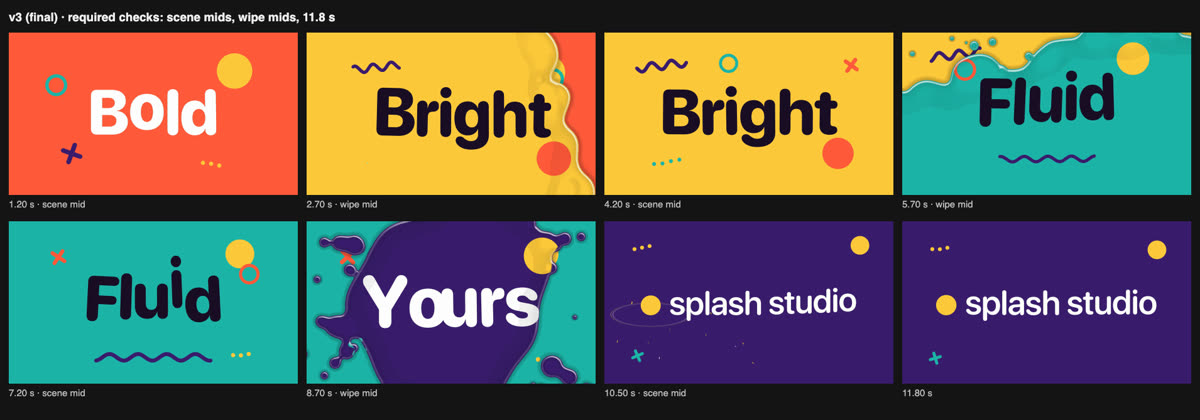 v3 (final) · required checks: scene mids, wipe mids, 11.8 s
Bold
Bright
Bright
Fluid
1.20 s · scene mid
2.70 s · wipe mid
4.20 s · scene mid
5.70 s · wipe mid
Fluid
Yours
splash studio
splash studio
7.20 s · scene mid
8.70 s · wipe mid
10.50 s · scene mid
11.80 s